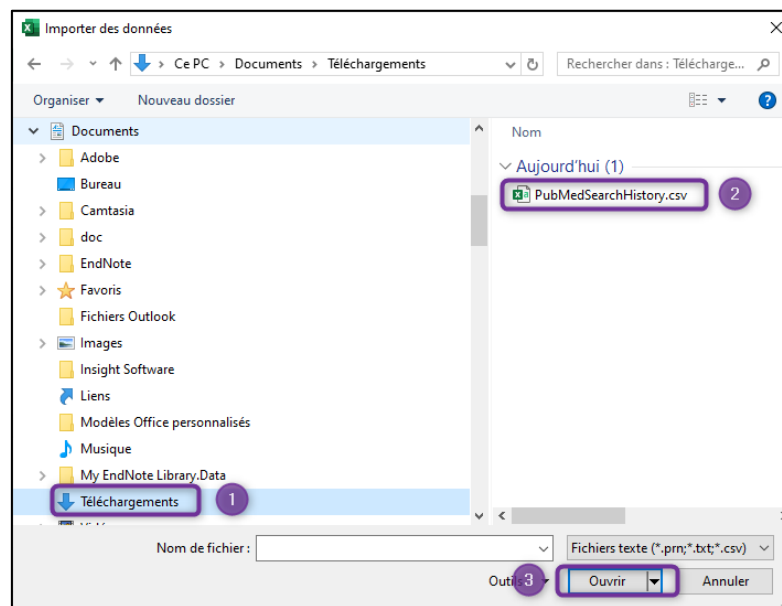 Importer des données
Ce PC > Documents > Téléchargements
Rechercher dans : Télécharge...
Organiser
Nouveau dossier
?
Documents
Nom
Adobe
Aujourd'hui (1)
Bureau
PubMedSearchHistory.csv
2
Camtasia
doc
EndNote
Favoris
Fichiers Outlook
Images
Insight Software
Liens
Modèles Office personnalisés
Musique
My EndNote Library.Data
Téléchargements
1
Nom de fichier :
Fichiers texte (*.prn;*.txt;*.csv)
3
Ouvrir
Annuler